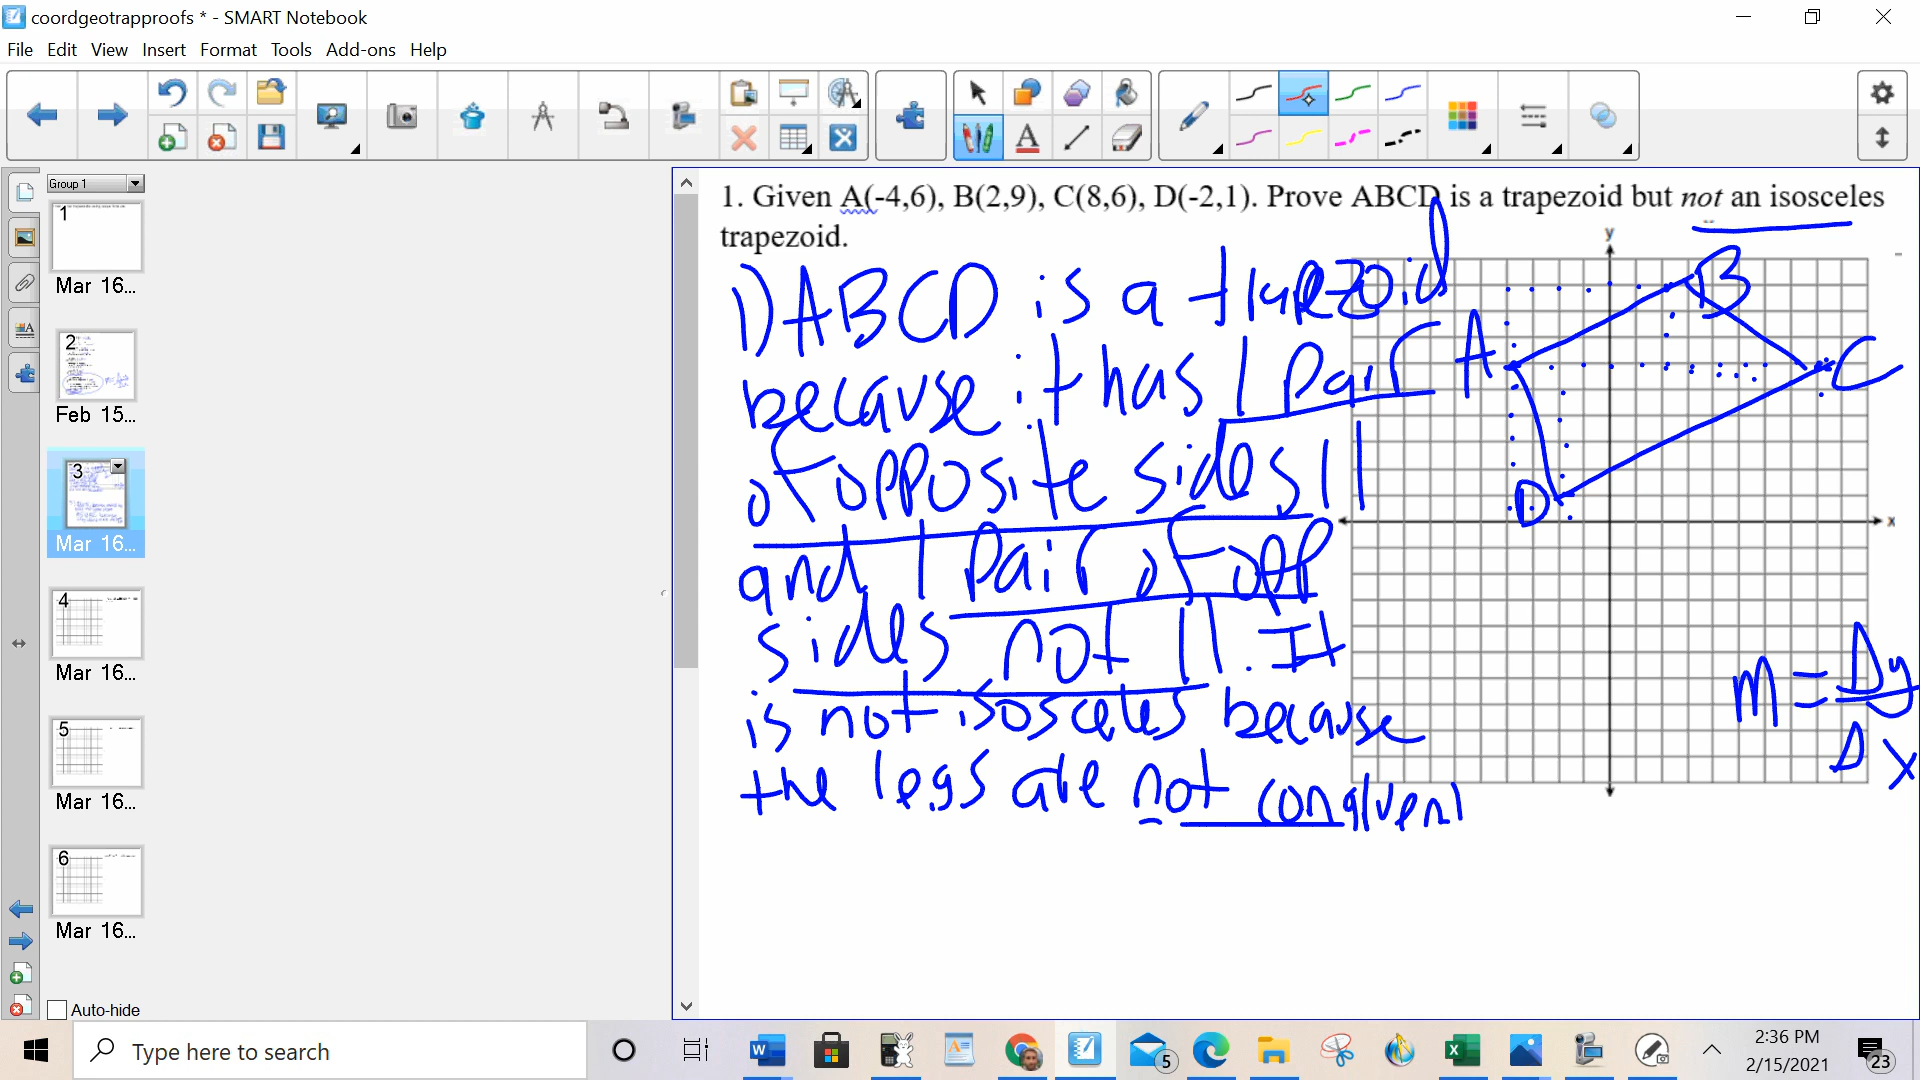 coordgeotrapproofs * - SMART Notebook
File Edit View Insert Format Tools Add-ons Help
Group 1
1
Mar 16...
2
Feb 15...
3
Mar 16...
4
Mar 16...
5
Mar 16...
6
Mar 16...
Auto-hide
1. Given A(-4,6), B(2,9), C(8,6), D(-2,1). Prove ABCD is a trapezoid but not an isosceles
trapezoid.
1) ABCD is a trapezoid
because it has 1 pair
of opposite sides ||
and 1 pair of opp
sides not ||. It
is not isosceles because
the legs are not congruent
y
x
A
B
C
D
m = Δy
Δx
Type here to search
5
2:36 PM
2/15/2021
23